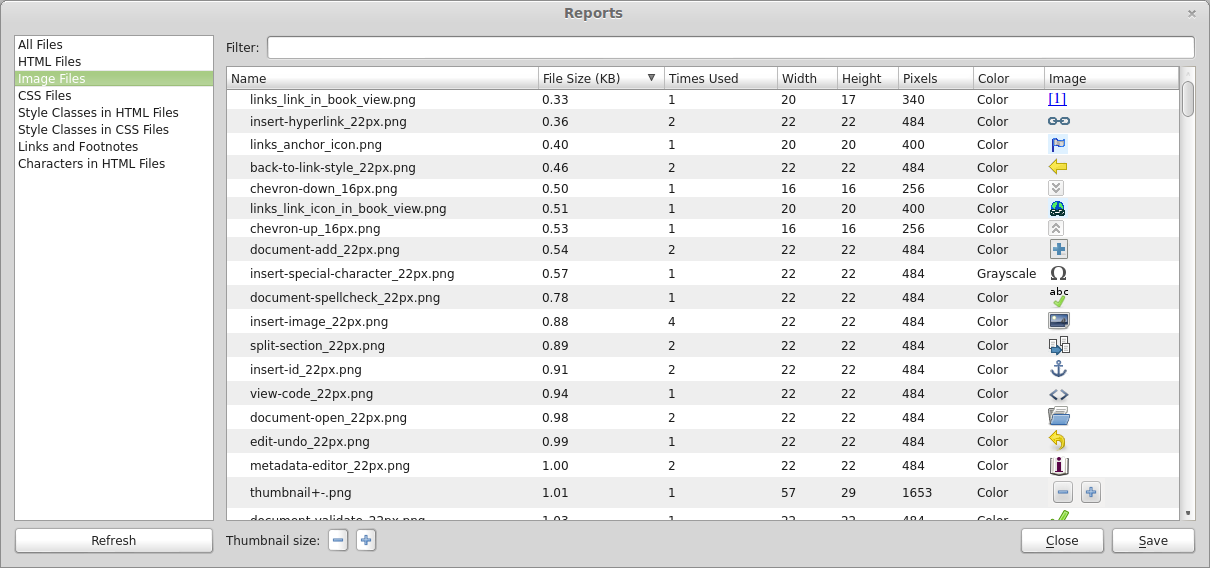 Reports
All Files
HTML Files
Image Files
CSS Files
Style Classes in HTML Files
Style Classes in CSS Files
Links and Footnotes
Characters in HTML Files
Filter:
Name File Size (KB) Times Used Width Height Pixels Color Image
links_link_in_book_view.png 0.33 1 20 17 340 Color [1]
insert-hyperlink_22px.png 0.36 2 22 22 484 Color
links_anchor_icon.png 0.40 1 20 20 400 Color
back-to-link-style_22px.png 0.46 2 22 22 484 Color
chevron-down_16px.png 0.50 1 16 16 256 Color
links_link_icon_in_book_view.png 0.51 1 20 20 400 Color
chevron-up_16px.png 0.53 1 16 16 256 Color
document-add_22px.png 0.54 2 22 22 484 Color
insert-special-character_22px.png 0.57 1 22 22 484 Grayscale Ω
document-spellcheck_22px.png 0.78 1 22 22 484 Color abc
insert-image_22px.png 0.88 4 22 22 484 Color
split-section_22px.png 0.89 2 22 22 484 Color
insert-id_22px.png 0.91 2 22 22 484 Color
view-code_22px.png 0.94 1 22 22 484 Color <>
document-open_22px.png 0.98 2 22 22 484 Color
edit-undo_22px.png 0.99 1 22 22 484 Color
metadata-editor_22px.png 1.00 2 22 22 484 Color i
thumbnail+-.png 1.01 1 57 29 1653 Color
document-validate_22px.png 1.03 1 22 22 484 Color
Refresh
Thumbnail size:
Close
Save